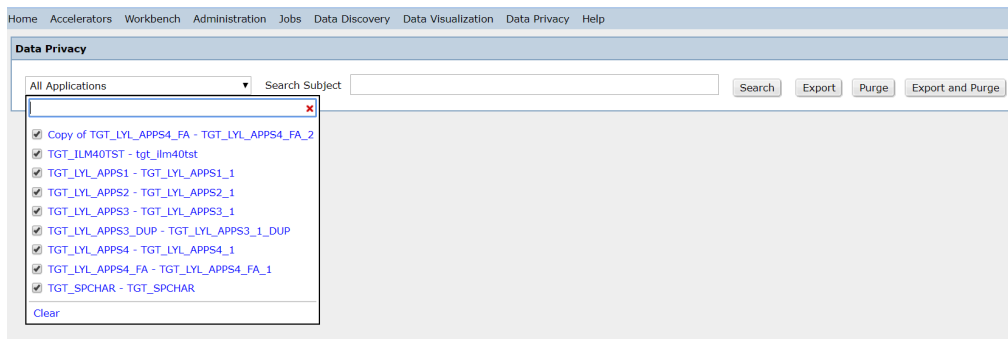 Home Accelerators Workbench Administration Jobs Data Discovery Data Visualization Data Privacy Help
Data Privacy
All Applications Search Subject Search Export Purge Export and Purge
Copy of TGT_LYL_APPS4_FA - TGT_LYL_APPS4_FA_2
TGT_ILM40TST - tgt_ilm40tst
TGT_LYL_APPS1 - TGT_LYL_APPS1_1
TGT_LYL_APPS2 - TGT_LYL_APPS2_1
TGT_LYL_APPS3 - TGT_LYL_APPS3_1
TGT_LYL_APPS3_DUP - TGT_LYL_APPS3_1_DUP
TGT_LYL_APPS4 - TGT_LYL_APPS4_1
TGT_LYL_APPS4_FA - TGT_LYL_APPS4_FA_1
TGT_SPCHAR - TGT_SPCHAR
Clear